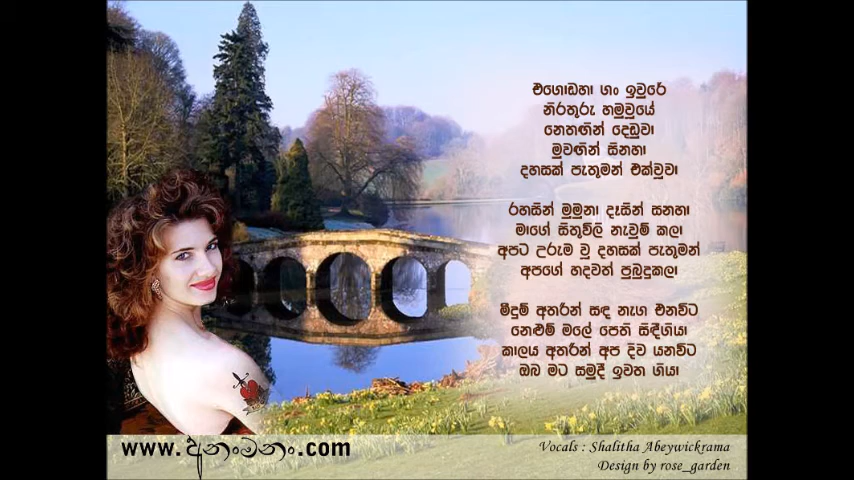 එගොඩහා ගං ඉවුරේ
නිරතුරු හමුවුයේ
නෙතඟින් දෙඩුවා
මුවඟින් සිනහා
දහසක් පැතුමන් එක්වුවා
රහසින් මුමුනා දෑසින් සනහා
මාගේ සිතුවිලි නැවුම් කලා
අපට උරුම වූ දහසක් පැතුමන්
අපගේ හදවත් පුබුදුකලා
මීදුම් අතරින් සඳ නැග එනවිට
නෙළුම් මලේ පෙති සිඳීගියා
කාලය අතරින් අප දිව යනවිට
ඔබ මට සමුදී ඉවත ගියා
www.අනංමනං.com
Vocals : Shalitha Abeywickrama
Design by rose_garden